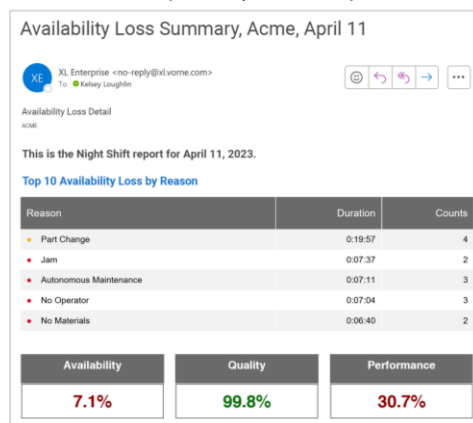 Availability Loss Summary, Acme, April 11
XE
XL Enterprise <no-reply@xl.vorne.com>
To Kelsey Loughlin
Availability Loss Detail
ACME
This is the Night Shift report for April 11, 2023.
Top 10 Availability Loss by Reason
Reason Duration Counts
Part Change 0:19:57 4
Jam 0:07:37 2
Autonomous Maintenance 0:07:11 3
No Operator 0:07:04 3
No Materials 0:06:40 2
Availability Quality Performance
7.1% 99.8% 30.7%